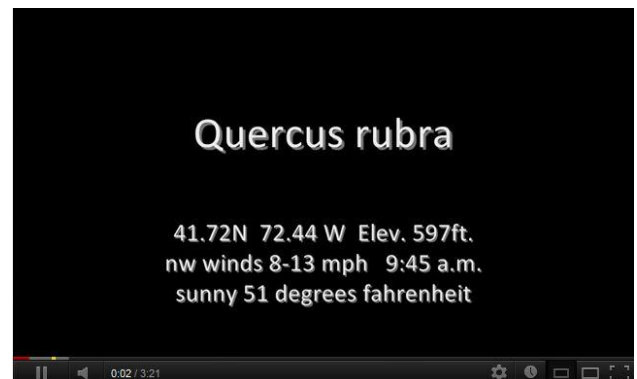 Quercus rubra
41.72N 72.44 W Elev. 597ft.
nw winds 8-13 mph 9:45 a.m.
sunny 51 degrees fahrenheit
0:02 / 3:21